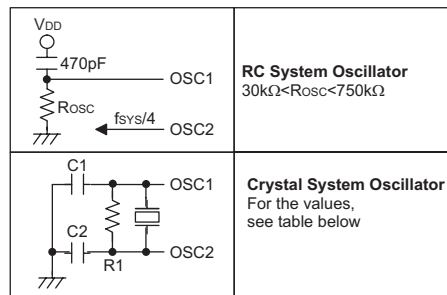 VDD
470pF
OSC1
ROSC
fSYS/4
OSC2
RC System Oscillator
30kΩ<ROSC<750kΩ
C1
OSC1
C2
R1
OSC2
Crystal System Oscillator
For the values,
see table below